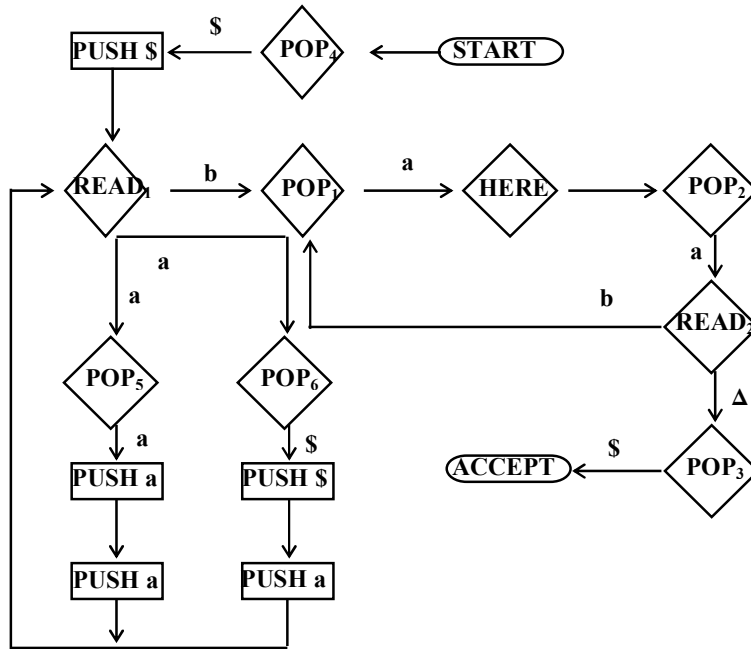 $
PUSH $
POP₄
START
READ₁
b
POP₁
a
HERE
POP₂
a
a
a
b
READ₂
POP₅
POP₆
Δ
a
$
$
PUSH a
PUSH $
ACCEPT
POP₃
PUSH a
PUSH a